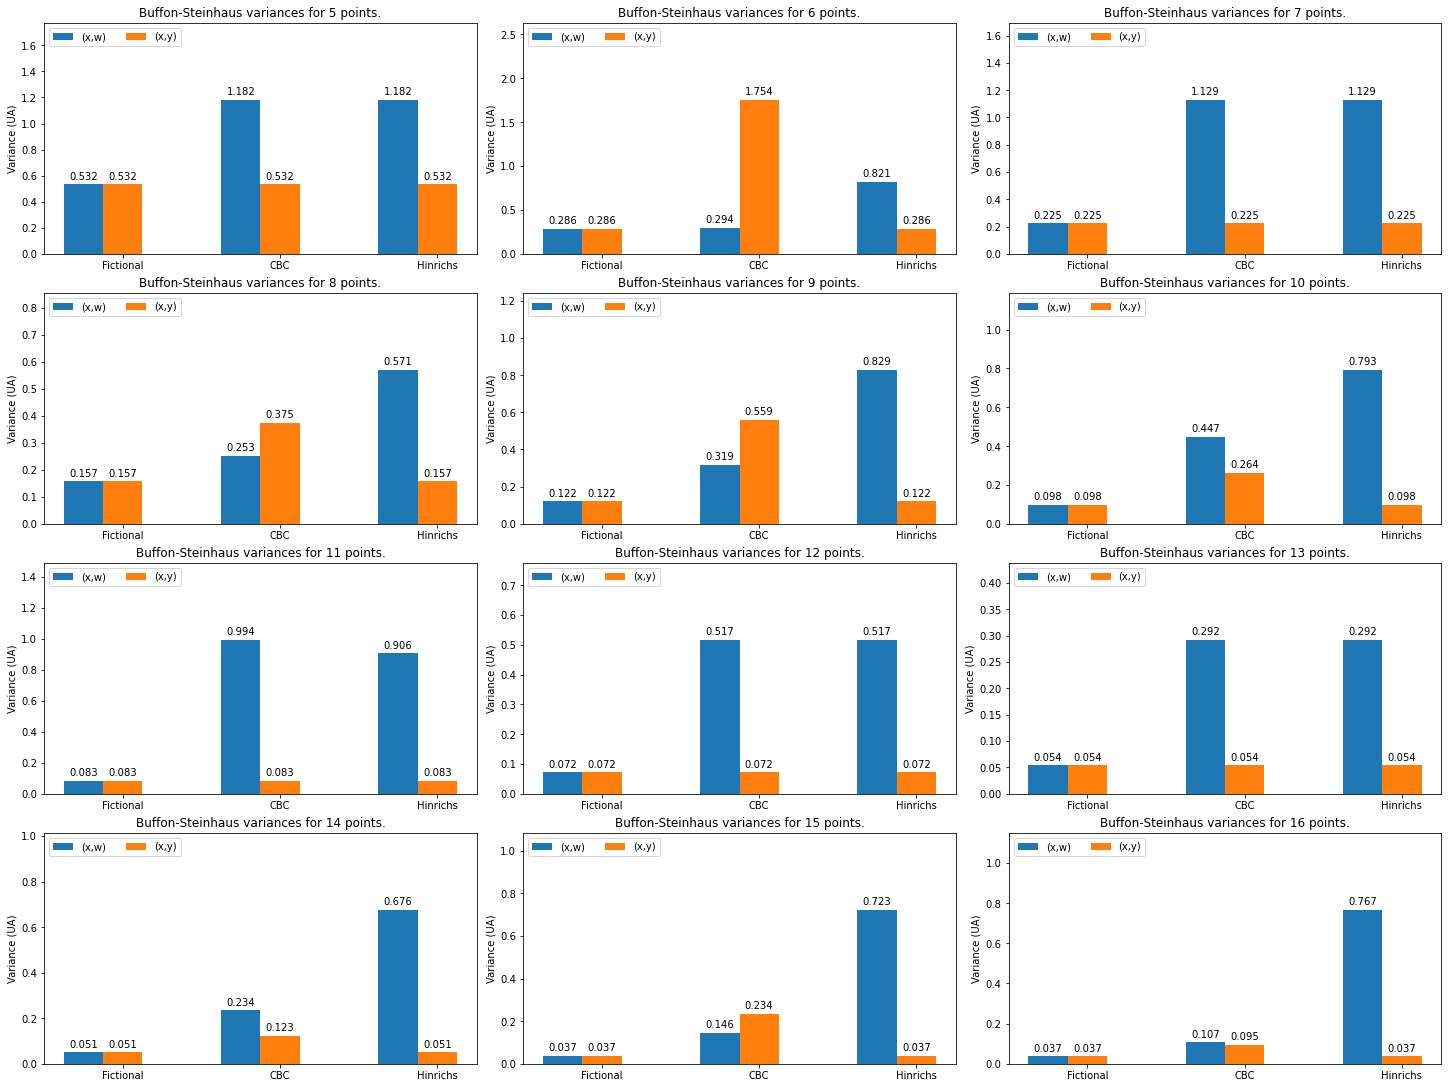 Buffon-Steinhaus variances for 5 points.
Variance (UA)
1.6
1.4
1.2
1.0
0.8
0.6
0.4
0.2
0.0
(x,w) (x,y)
0.532 0.532 1.182 0.532 1.182 0.532
Fictional CBC Hinrichs
Buffon-Steinhaus variances for 6 points.
Variance (UA)
2.5
2.0
1.5
1.0
0.5
0.0
(x,w) (x,y)
0.286 0.286 0.294 1.754 0.821 0.286
Fictional CBC Hinrichs
Buffon-Steinhaus variances for 7 points.
Variance (UA)
1.6
1.4
1.2
1.0
0.8
0.6
0.4
0.2
0.0
(x,w) (x,y)
0.225 0.225 1.129 0.225 1.129 0.225
Fictional CBC Hinrichs
Buffon-Steinhaus variances for 8 points.
Variance (UA)
0.8
0.7
0.6
0.5
0.4
0.3
0.2
0.1
0.0
(x,w) (x,y)
0.157 0.157 0.253 0.375 0.571 0.157
Fictional CBC Hinrichs
Buffon-Steinhaus variances for 9 points.
Variance (UA)
1.2
1.0
0.8
0.6
0.4
0.2
0.0
(x,w) (x,y)
0.122 0.122 0.319 0.559 0.829 0.122
Fictional CBC Hinrichs
Buffon-Steinhaus variances for 10 points.
Variance (UA)
1.0
0.8
0.6
0.4
0.2
0.0
(x,w) (x,y)
0.098 0.098 0.447 0.264 0.793 0.098
Fictional CBC Hinrichs
Buffon-Steinhaus variances for 11 points.
Variance (UA)
1.4
1.2
1.0
0.8
0.6
0.4
0.2
0.0
(x,w) (x,y)
0.083 0.083 0.994 0.083 0.906 0.083
Fictional CBC Hinrichs
Buffon-Steinhaus variances for 12 points.
Variance (UA)
0.7
0.6
0.5
0.4
0.3
0.2
0.1
0.0
(x,w) (x,y)
0.072 0.072 0.517 0.072 0.517 0.072
Fictional CBC Hinrichs
Buffon-Steinhaus variances for 13 points.
Variance (UA)
0.40
0.35
0.30
0.25
0.20
0.15
0.10
0.05
0.00
(x,w) (x,y)
0.054 0.054 0.292 0.054 0.292 0.054
Fictional CBC Hinrichs
Buffon-Steinhaus variances for 14 points.
Variance (UA)
1.0
0.8
0.6
0.4
0.2
0.0
(x,w) (x,y)
0.051 0.051 0.234 0.123 0.676 0.051
Fictional CBC Hinrichs
Buffon-Steinhaus variances for 15 points.
Variance (UA)
1.0
0.8
0.6
0.4
0.2
0.0
(x,w) (x,y)
0.037 0.037 0.146 0.234 0.723 0.037
Fictional CBC Hinrichs
Buffon-Steinhaus variances for 16 points.
Variance (UA)
1.0
0.8
0.6
0.4
0.2
0.0
(x,w) (x,y)
0.037 0.037 0.107 0.095 0.767 0.037
Fictional CBC Hinrichs